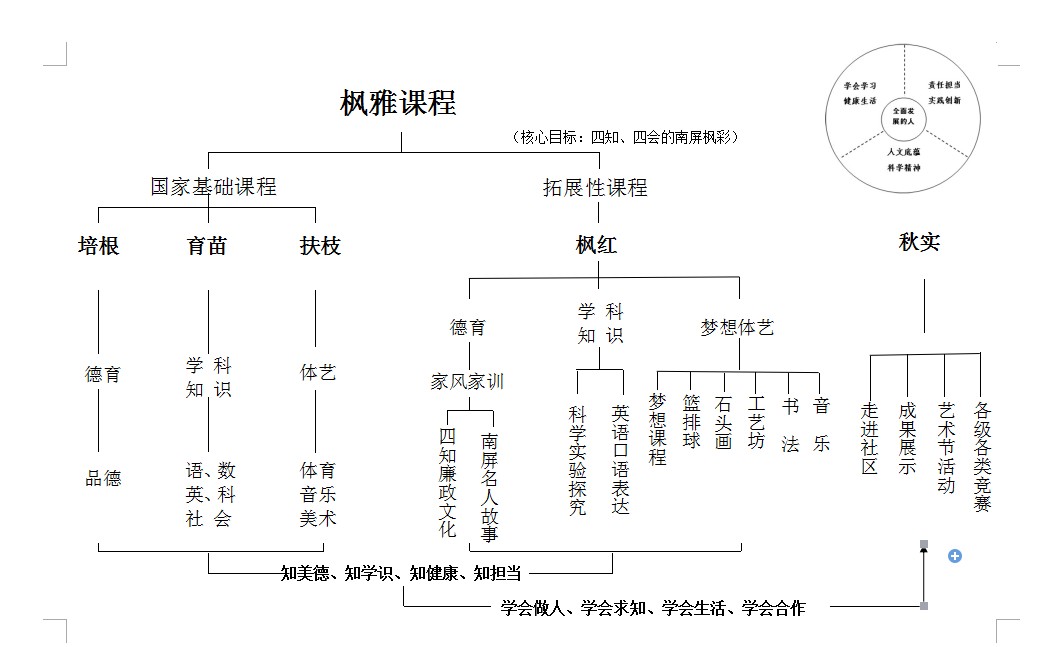 枫雅课程
（核心目标：四知、四会的南屏枫彩）
学会学习
健康生活
责任担当
实践创新
全面发
展的人
人文底蕴
科学精神
国家基础课程
拓展性课程
培根
育苗
扶枝
枫红
秋实
德育
学 科
知 识
体艺
品德
语、数
英、科
社 会
体育
音乐
美术
德育
家风家训
四知廉政文化
南屏名人故事
学 科
知 识
科学实验探究
英语口语表达
梦想体艺
梦想课程
篮排球
石头画
工艺坊
书 法
音 乐
走进社区
成果展示
艺术节活动
各级各类竞赛
知美德、知学识、知健康、知担当
学会做人、学会求知、学会生活、学会合作